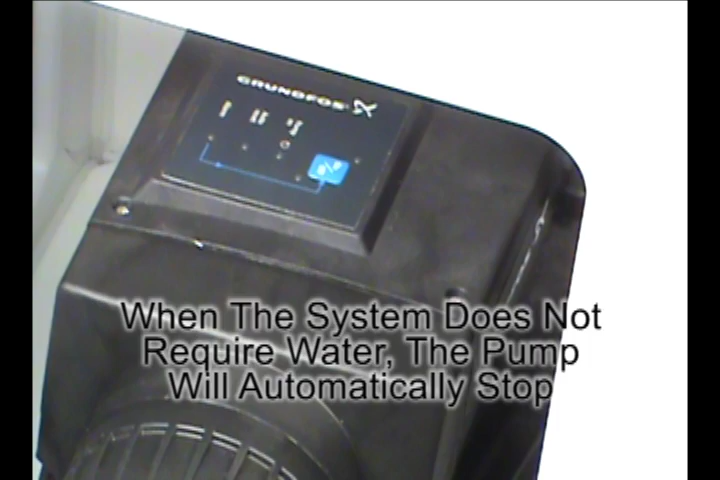 GRUNDFOS
When The System Does Not
Require Water, The Pump
Will Automatically Stop